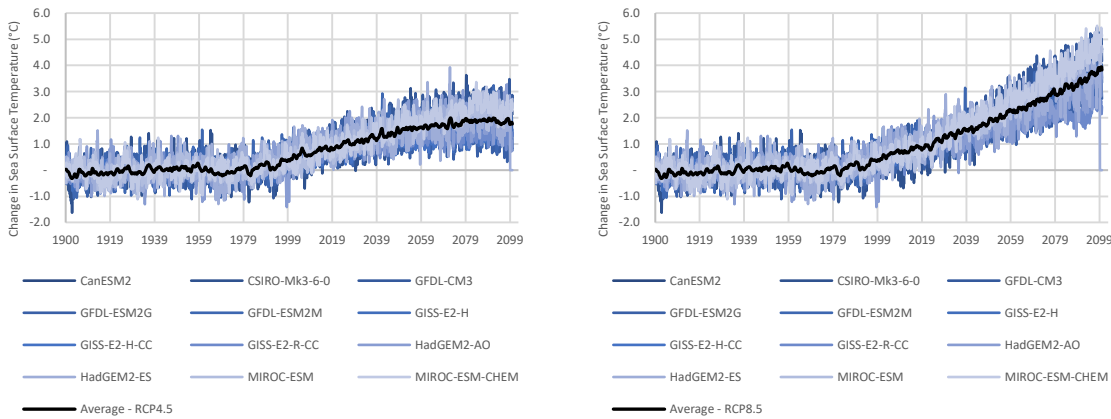 Change in Sea Surface Temperature (°C)
6.0
5.0
4.0
3.0
2.0
1.0
-
-1.0
-2.0
1900 1919 1939 1959 1979 1999 2019 2039 2059 2079 2099
CanESM2 CSIRO-Mk3-6-0 GFDL-CM3
GFDL-ESM2G GFDL-ESM2M GISS-E2-H
GISS-E2-H-CC GISS-E2-R-CC HadGEM2-AO
HadGEM2-ES MIROC-ESM MIROC-ESM-CHEM
Average - RCP4.5
Change in Sea Surface Temperature (°C)
6.0
5.0
4.0
3.0
2.0
1.0
-
-1.0
-2.0
1900 1919 1939 1959 1979 1999 2019 2039 2059 2079 2099
CanESM2 CSIRO-Mk3-6-0 GFDL-CM3
GFDL-ESM2G GFDL-ESM2M GISS-E2-H
GISS-E2-H-CC GISS-E2-R-CC HadGEM2-AO
HadGEM2-ES MIROC-ESM MIROC-ESM-CHEM
Average - RCP8.5